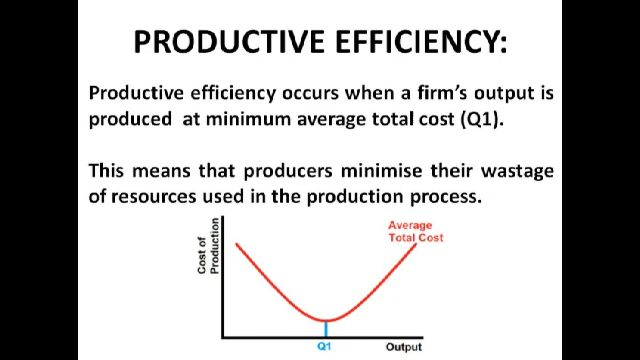 PRODUCTIVE EFFICIENCY:
Productive efficiency occurs when a firm's output is
produced at minimum average total cost (Q1).
This means that producers minimise their wastage
of resources used in the production process.
Cost of
Production
Average
Total Cost
Q1
Output